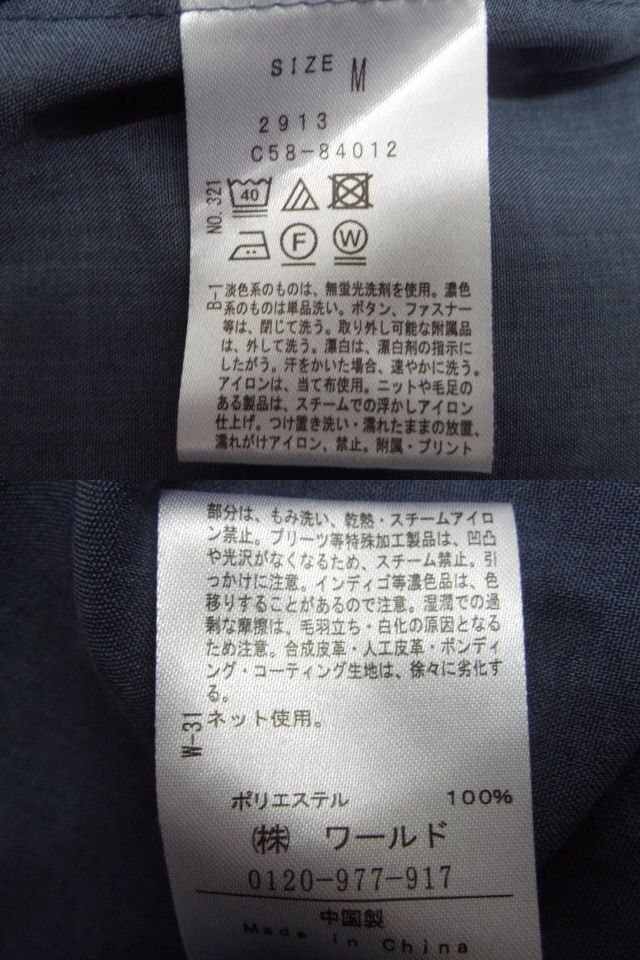 SIZE M
2913
C58-84012
NO. 321
40
F W
B-1
淡色系のものは、無蛍光洗剤を使用。濃色
系のものは単品洗い。ボタン、ファスナー
等は、閉じて洗う。取り外し可能な附属品
は、外して洗う。漂白は、漂白剤の指示に
したがう。汗をかいた場合、速やかに洗う。
アイロンは、当て布使用。ニットや毛足の
ある製品は、スチームでの浮かしアイロン
仕上げ。つけ置き洗い・濡れたままの放置、
濡れがけアイロン、禁止。附属・プリント
部分は、もみ洗い、乾熱・スチームアイロ
ン禁止。プリーツ等特殊加工製品は、凹凸
や光沢がなくなるため、スチーム禁止。引
っかけに注意。インディゴ等濃色品は、色
移りすることがあるので注意。湿潤での過
剰な摩擦は、毛羽立ち・白化の原因となる
ため注意。合成皮革・人工皮革・ボンディ
ング・コーティング生地は、徐々に劣化す
る。
W-31
ネット使用。
ポリエステル 100%
㈱ ワールド
0120-977-917
中国製
Made in China